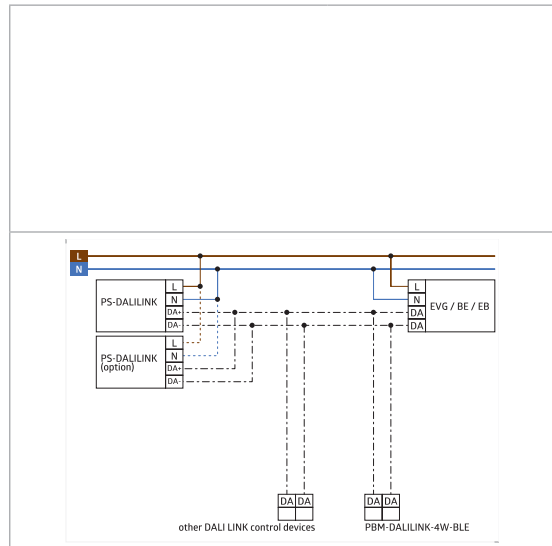 L
N
PS-DALILINK
L
N
DA+
DA-
L
N
DA
DA
EVG / BE / EB
PS-DALILINK
(option)
L
N
DA+
DA-
DA DA
DA DA
other DALI LINK control devices
PBM-DALILINK-4W-BLE